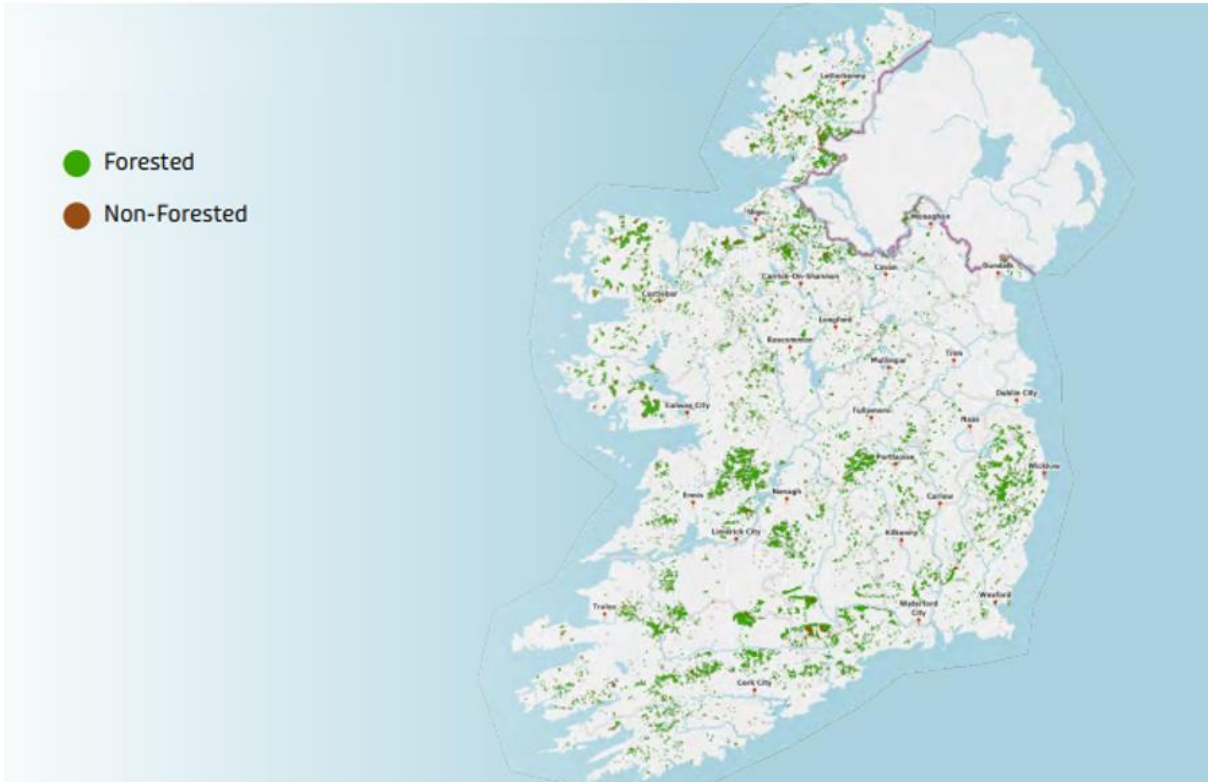 Letterkenny
Forested
Non-Forested
Sligo
Monaghan
Dundalk
Cavan
Carrick-On-Shannon
Castlebar
Longford
Roscommon
Mullingar
Trim
Dublin City
Galway City
Tullamore
Naas
Portlaoise
Wicklow
Ennis
Nenagh
Carlow
Limerick City
Kilkenny
Wexford
Tralee
Waterford
City
Cork City